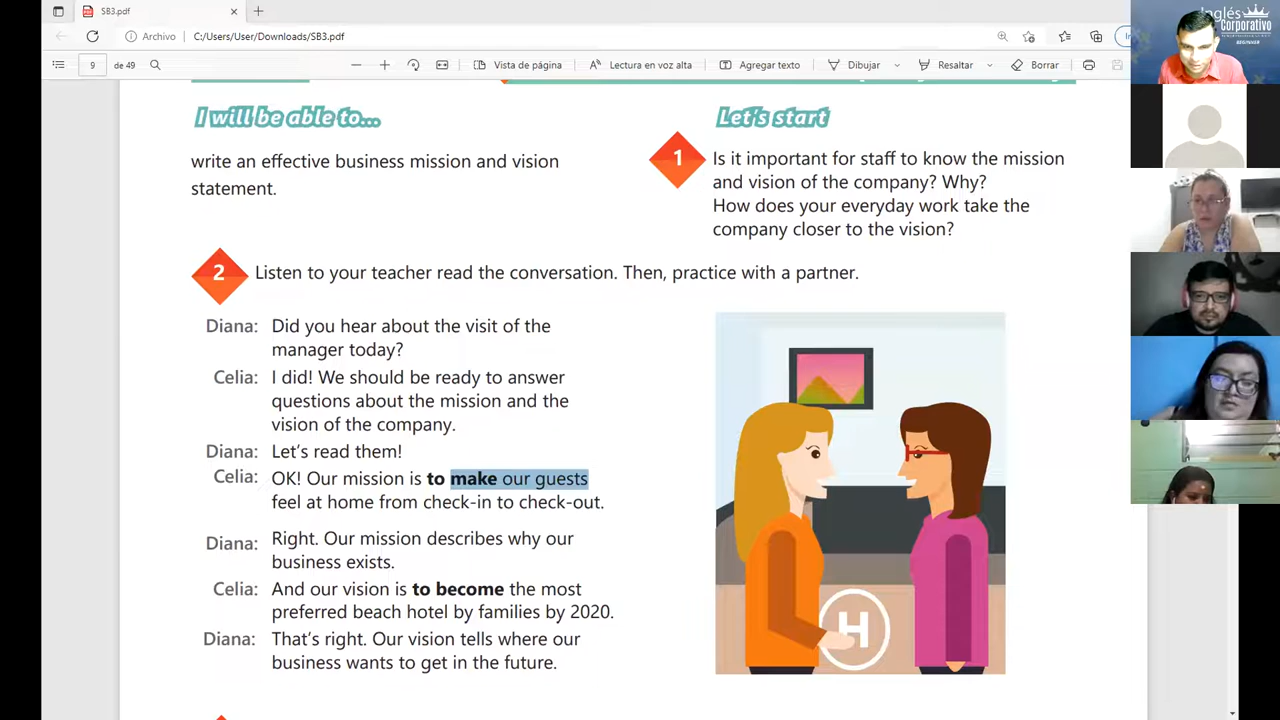 SB3.pdf
Archivo
C:/Users/User/Downloads/SB3.pdf
9 de 49
Vista de página
Lectura en voz alta
Agregar texto
Dibujar
Resaltar
Borrar
Inglés
Corporativo
BEGINNER
I will be able to...
write an effective business mission and vision
statement.
Let's start
1
Is it important for staff to know the mission
and vision of the company? Why?
How does your everyday work take the
company closer to the vision?
2
Listen to your teacher read the conversation. Then, practice with a partner.
Diana: Did you hear about the visit of the
manager today?
Celia: I did! We should be ready to answer
questions about the mission and the
vision of the company.
Diana: Let's read them!
Celia: OK! Our mission is to make our guests
feel at home from check-in to check-out.
Diana: Right. Our mission describes why our
business exists.
Celia: And our vision is to become the most
preferred beach hotel by families by 2020.
Diana: That's right. Our vision tells where our
business wants to get in the future.
H